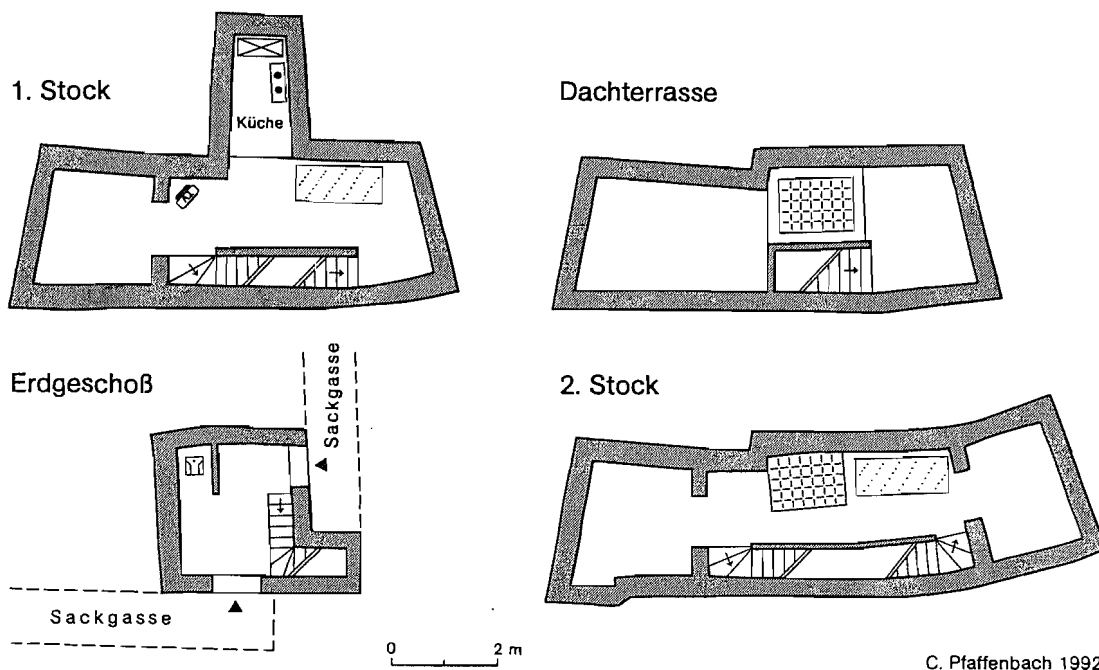 1. Stock
Küche
Dachterrasse
Erdgeschoß
Sackgasse
Sackgasse
0 2 m
2. Stock
C. Pfaffenbach 1992